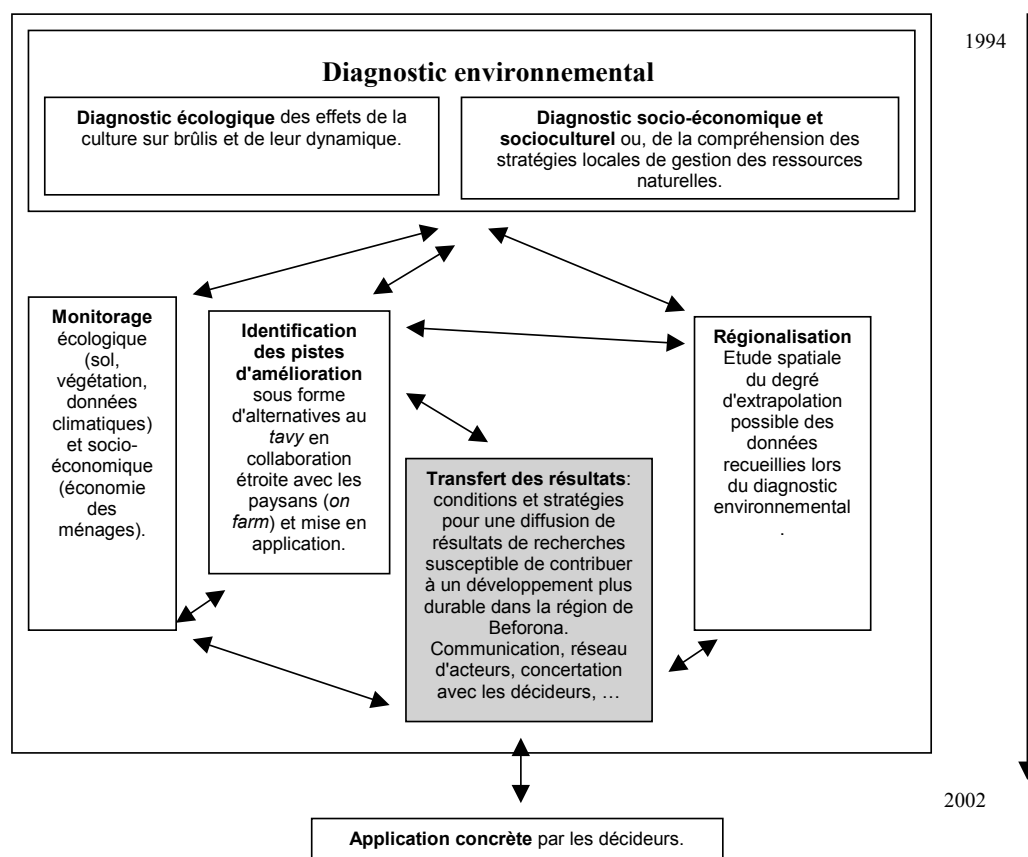 1994
Diagnostic environnemental
Diagnostic écologique des effets de la
culture sur brûlis et de leur dynamique.
Diagnostic socio-économique et
socioculturel ou, de la compréhension des
stratégies locales de gestion des ressources
naturelles.
Monitorage
écologique
(sol,
végétation,
données
climatiques)
et socio-
économique
(économie
des
ménages).
Identification
des pistes
d'amélioration
sous forme
d'alternatives au
tavy en
collaboration
étroite avec les
paysans (on
farm) et mise en
application.
Régionalisation
Etude spatiale
du degré
d'extrapolation
possible des
données
recueillies lors
du diagnostic
environnemental
.
Transfert des résultats:
conditions et stratégies
pour une diffusion de
résultats de recherches
susceptible de contribuer
à un développement plus
durable dans la région de
Beforona.
Communication, réseau
d'acteurs, concertation
avec les décideurs, …
2002
Application concrète par les décideurs.